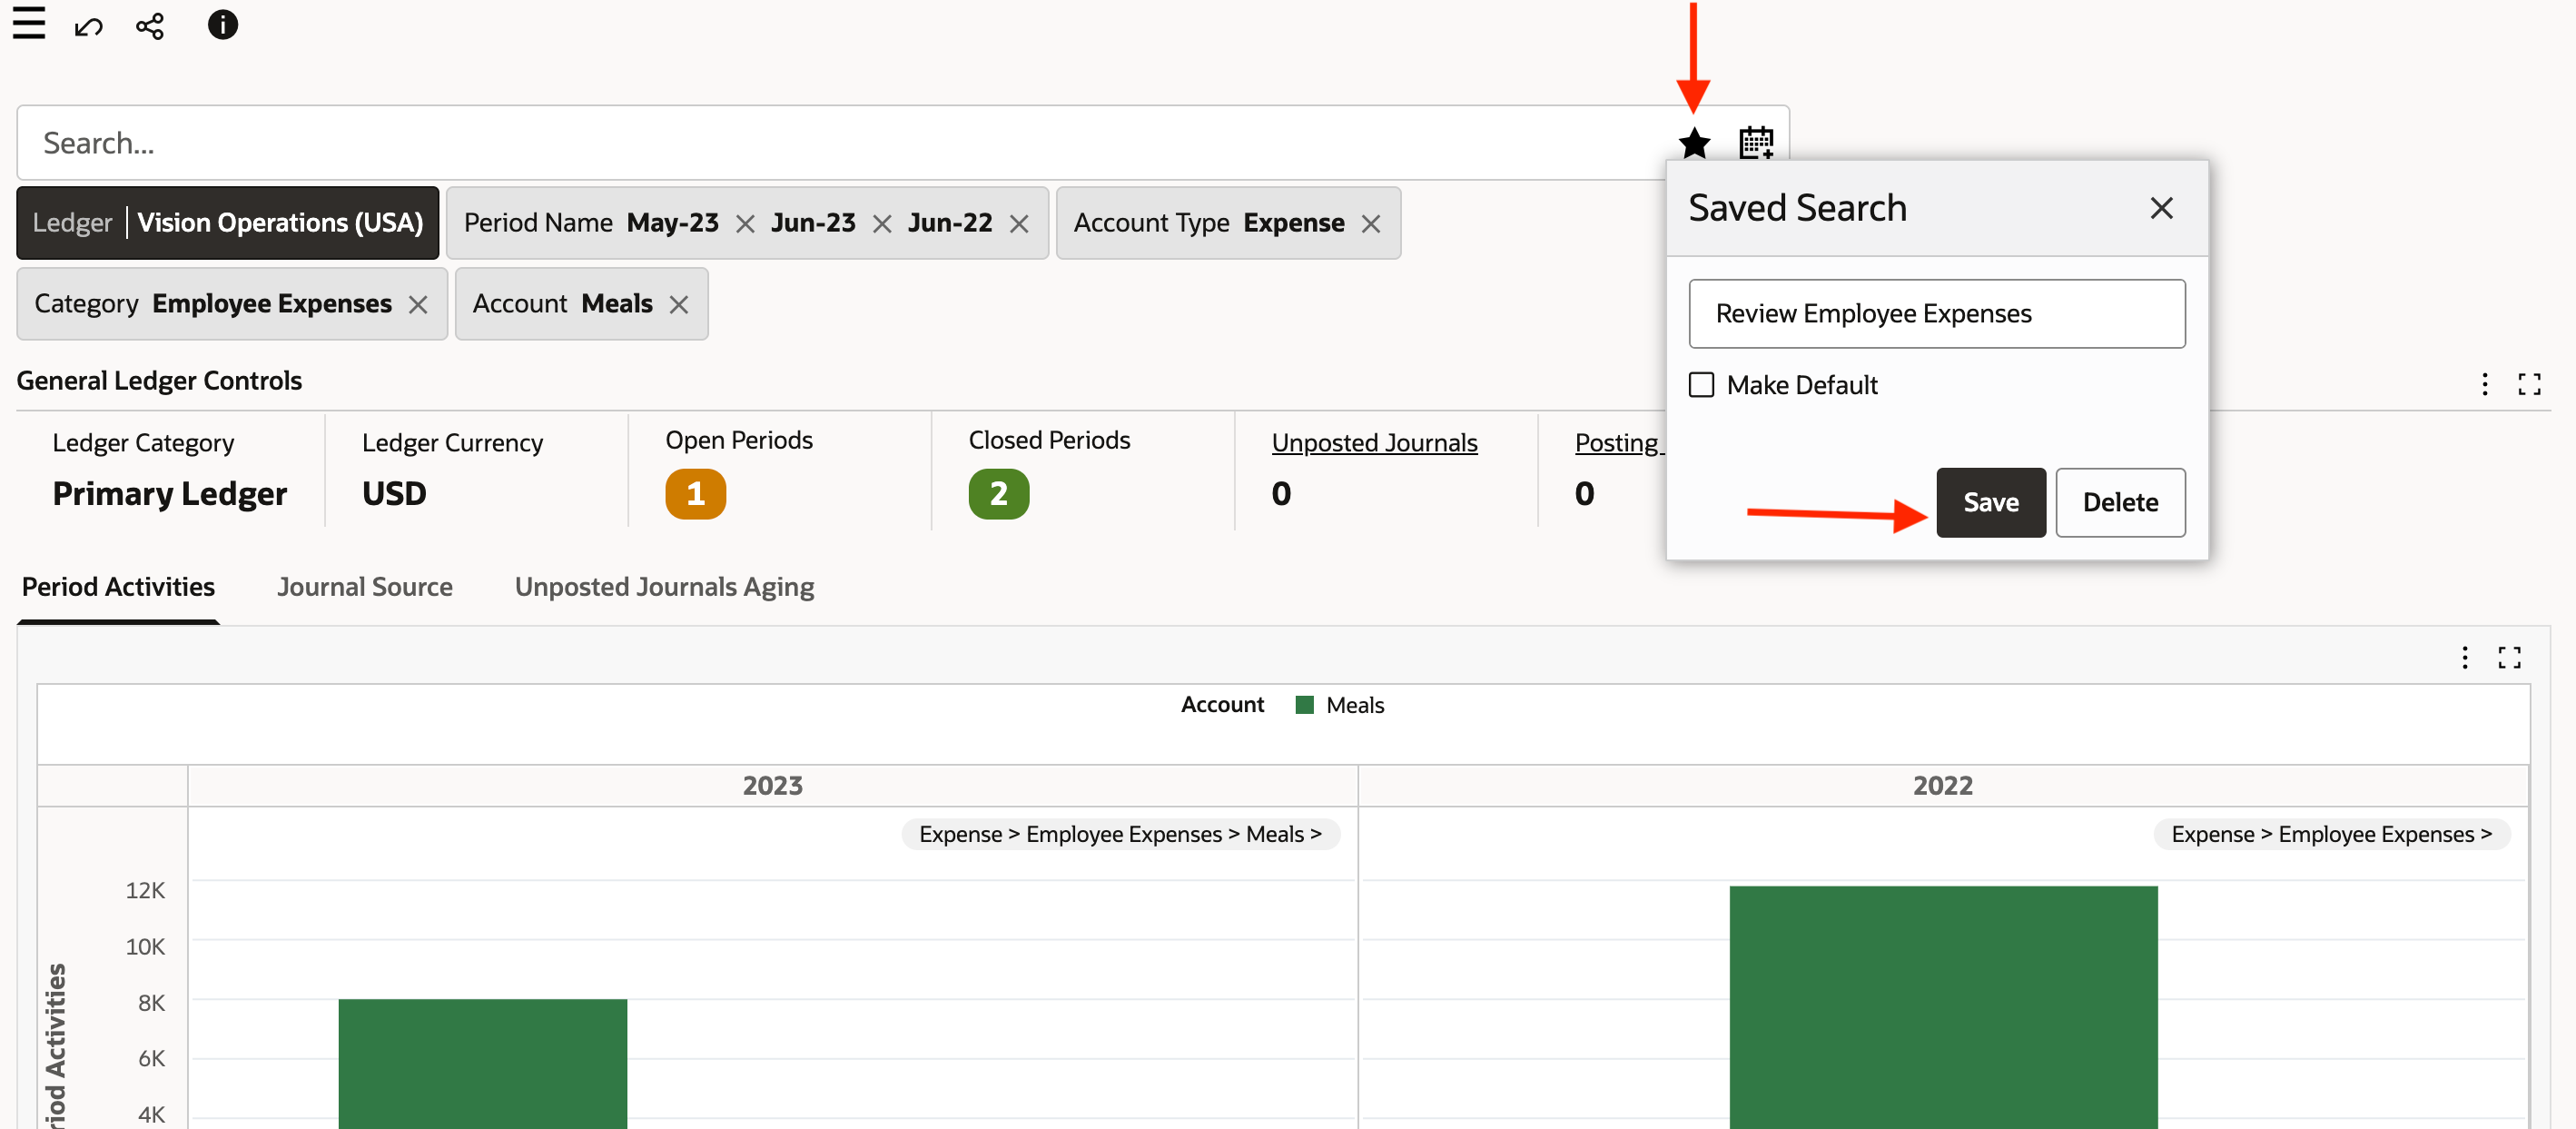 Search...
Ledger | Vision Operations (USA)
Period Name May-23 Jun-23 Jun-22
Account Type Expense
Category Employee Expenses
Account Meals
Saved Search
Review Employee Expenses
Make Default
Save
Delete
General Ledger Controls
Ledger Category
Primary Ledger
Ledger Currency
USD
Open Periods
1
Closed Periods
2
Unposted Journals
0
Posting
0
Period Activities
Journal Source
Unposted Journals Aging
Account
Meals
2023
2022
Expense > Employee Expenses > Meals >
Expense > Employee Expenses >
12K
10K
8K
6K
4K
riod Activities